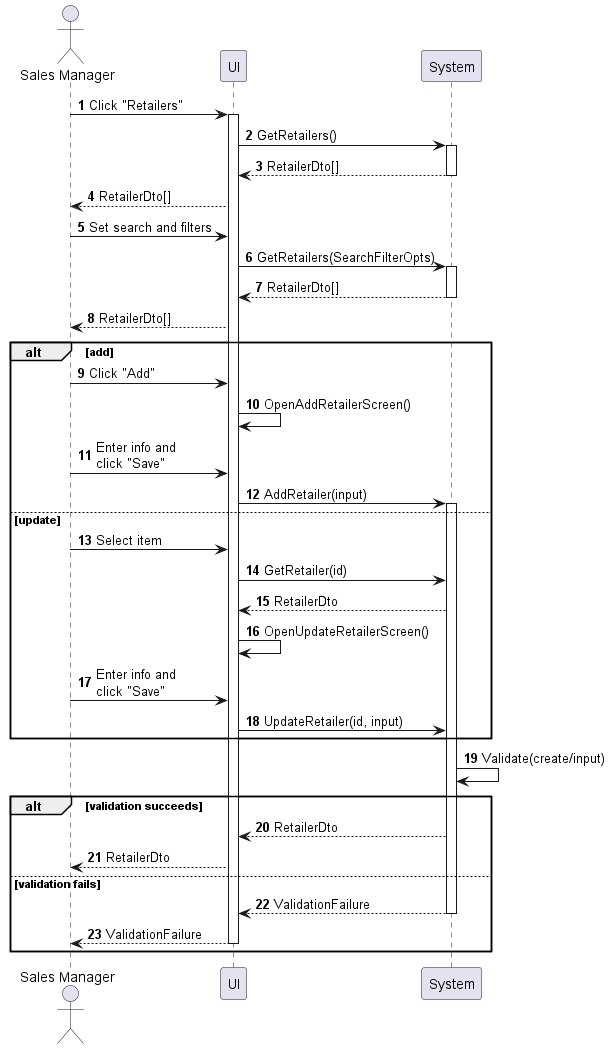 Sales Manager
UI
System
1 Click "Retailers"
2 GetRetailers()
3 RetailerDto[]
4 RetailerDto[]
5 Set search and filters
6 GetRetailers(SearchFilterOpts)
7 RetailerDto[]
8 RetailerDto[]
alt [add]
9 Click "Add"
10 OpenAddRetailerScreen()
11 Enter info and
click "Save"
12 AddRetailer(input)
[update]
13 Select item
14 GetRetailer(id)
15 RetailerDto
16 OpenUpdateRetailerScreen()
17 Enter info and
click "Save"
18 UpdateRetailer(id, input)
19 Validate(create/input)
alt [validation succeeds]
20 RetailerDto
21 RetailerDto
[validation fails]
22 ValidationFailure
23 ValidationFailure
Sales Manager
UI
System